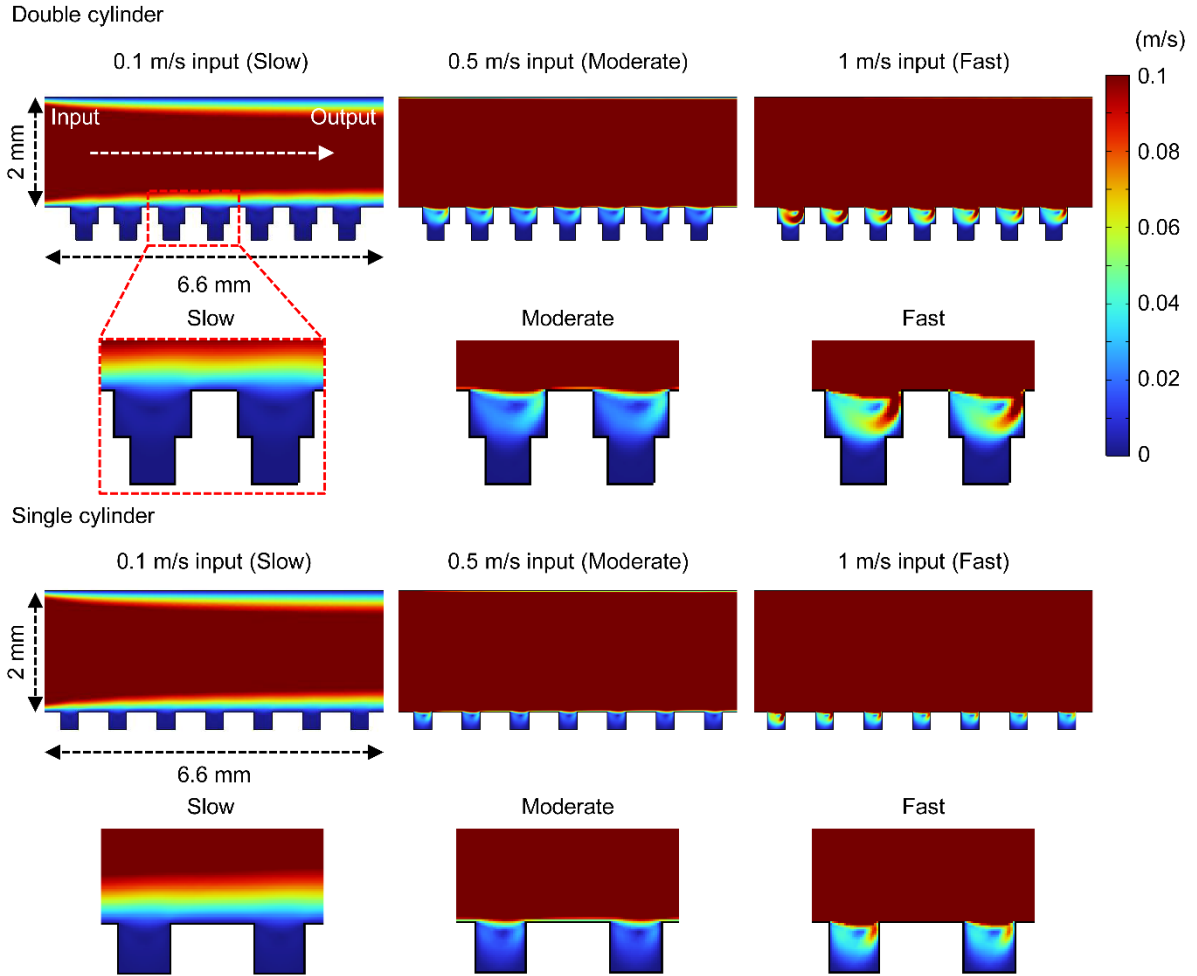 Double cylinder
0.1 m/s input (Slow)
0.5 m/s input (Moderate)
1 m/s input (Fast)
(m/s)
Input
Output
2 mm
6.6 mm
0.1
0.08
0.06
0.04
0.02
0
Slow
Moderate
Fast
Single cylinder
0.1 m/s input (Slow)
0.5 m/s input (Moderate)
1 m/s input (Fast)
2 mm
6.6 mm
Slow
Moderate
Fast